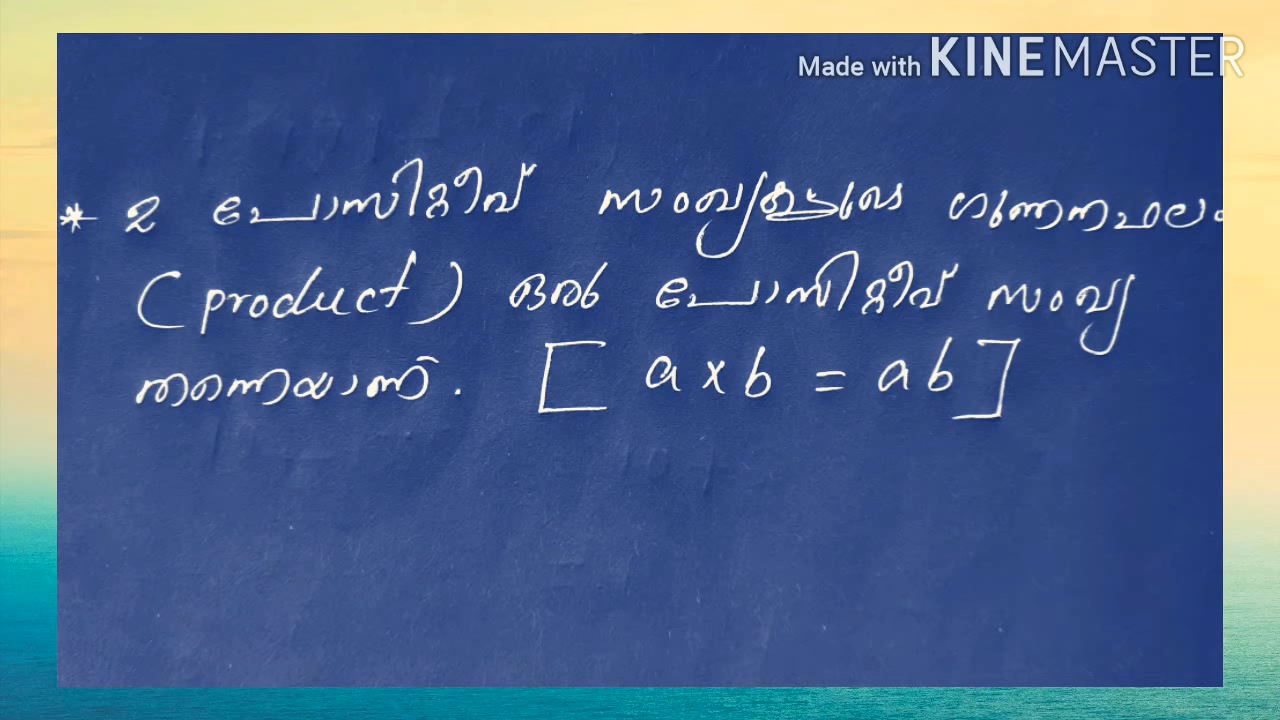 Made with KINEMASTER
* 2 പോസിറ്റീവ് സംഖ്യകളുടെ ഗുണനഫലം
(product) ഒരു പോസിറ്റീവ് സംഖ്യ
തന്നെയാണ്. [ a x b = ab ]